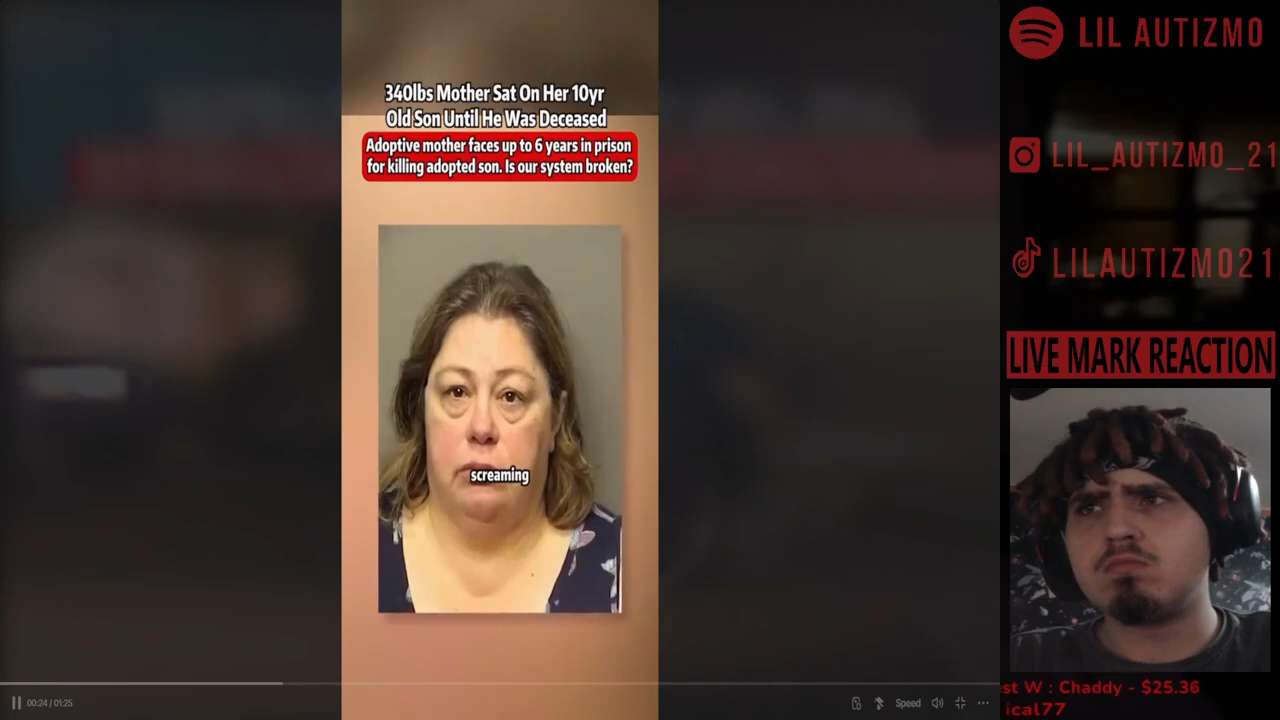 340lbs Mother Sat On Her 10yr
Old Son Until He Was Deceased
Adoptive mother faces up to 6 years in prison
for killing adopted son. Is our system broken?
screaming
00:24 / 01:25
Speed
LIL AUTIZMO
LIL_AUTIZMO_21
LILAUTIZMO21
LIVE MARK REACTION
st W : Chaddy - $25.36
ical77